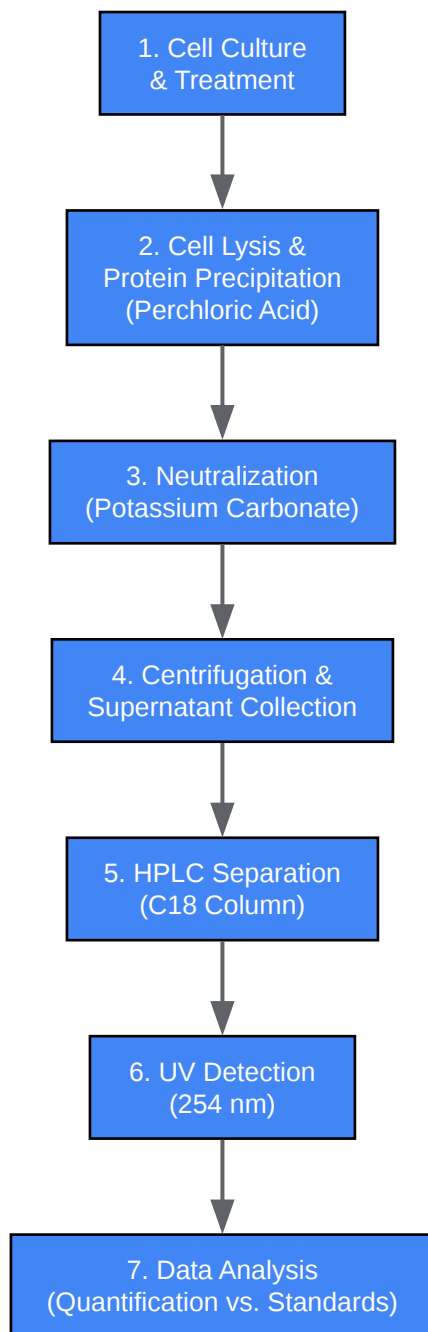 1. Cell Culture
& Treatment
2. Cell Lysis &
Protein Precipitation
(Perchloric Acid)
3. Neutralization
(Potassium Carbonate)
4. Centrifugation &
Supernatant Collection
5. HPLC Separation
(C18 Column)
6. UV Detection
(254 nm)
7. Data Analysis
(Quantification vs. Standards)